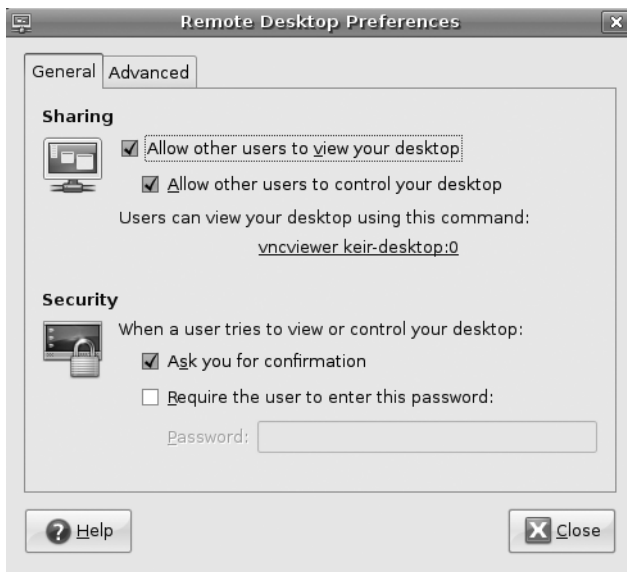 Remote Desktop Preferences
General Advanced
Sharing
Allow other users to view your desktop
Allow other users to control your desktop
Users can view your desktop using this command:
vncviewer keir-desktop:0
Security
When a user tries to view or control your desktop:
Ask you for confirmation
Require the user to enter this password:
Password:
Help Close